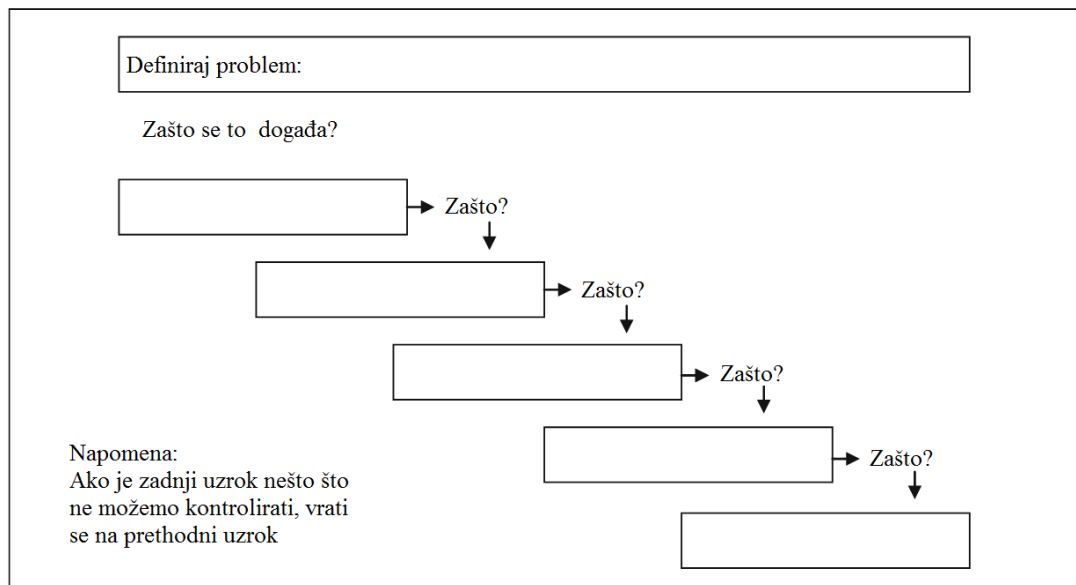 Definiraj problem:
Zašto se to  događa?
Zašto?
Zašto?
Zašto?
Zašto?
Napomena:
Ako je zadnji uzrok nešto što
ne možemo kontrolirati, vrati
se na prethodni uzrok